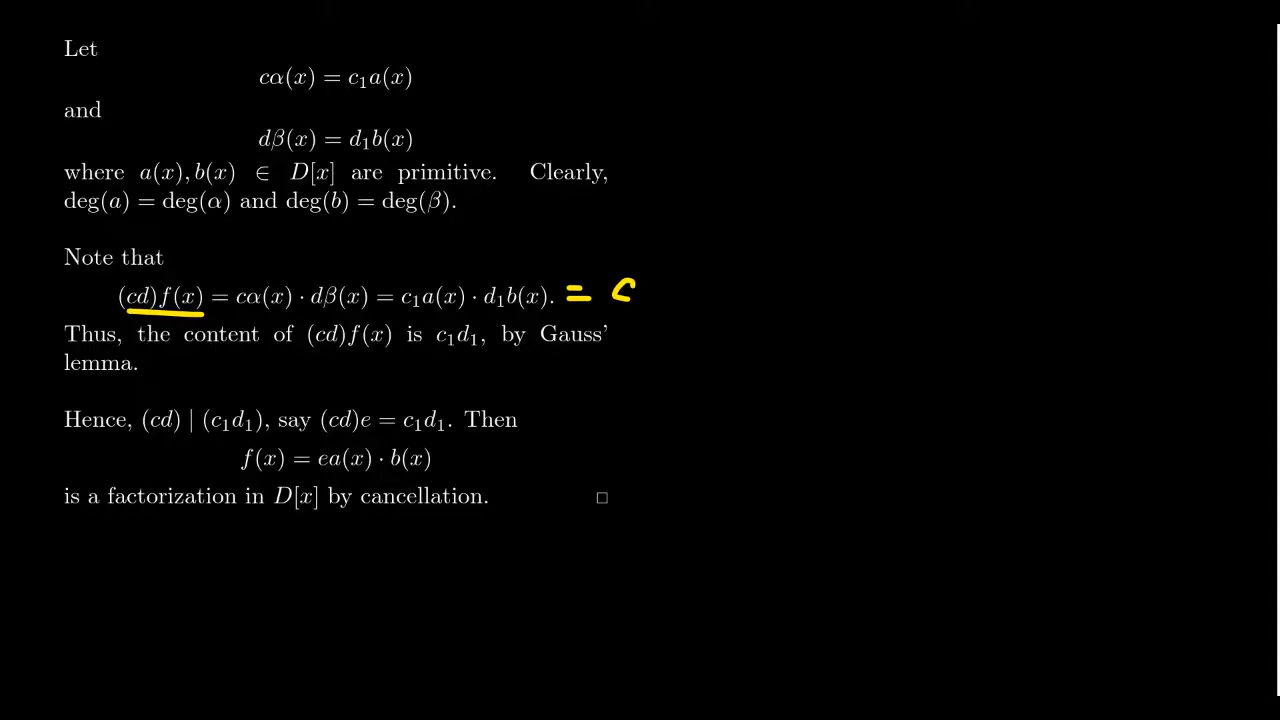 Let
cα(x) = c₁a(x)
and
dβ(x) = d₁b(x)
where a(x), b(x) ∈ D[x] are primitive. Clearly,
deg(a) = deg(α) and deg(b) = deg(β).
Note that
(cd)f(x) = cα(x) · dβ(x) = c₁a(x) · d₁b(x). = c
Thus, the content of (cd)f(x) is c₁d₁, by Gauss’
lemma.
Hence, (cd) | (c₁d₁), say (cd)e = c₁d₁. Then
f(x) = ea(x) · b(x)
is a factorization in D[x] by cancellation. □